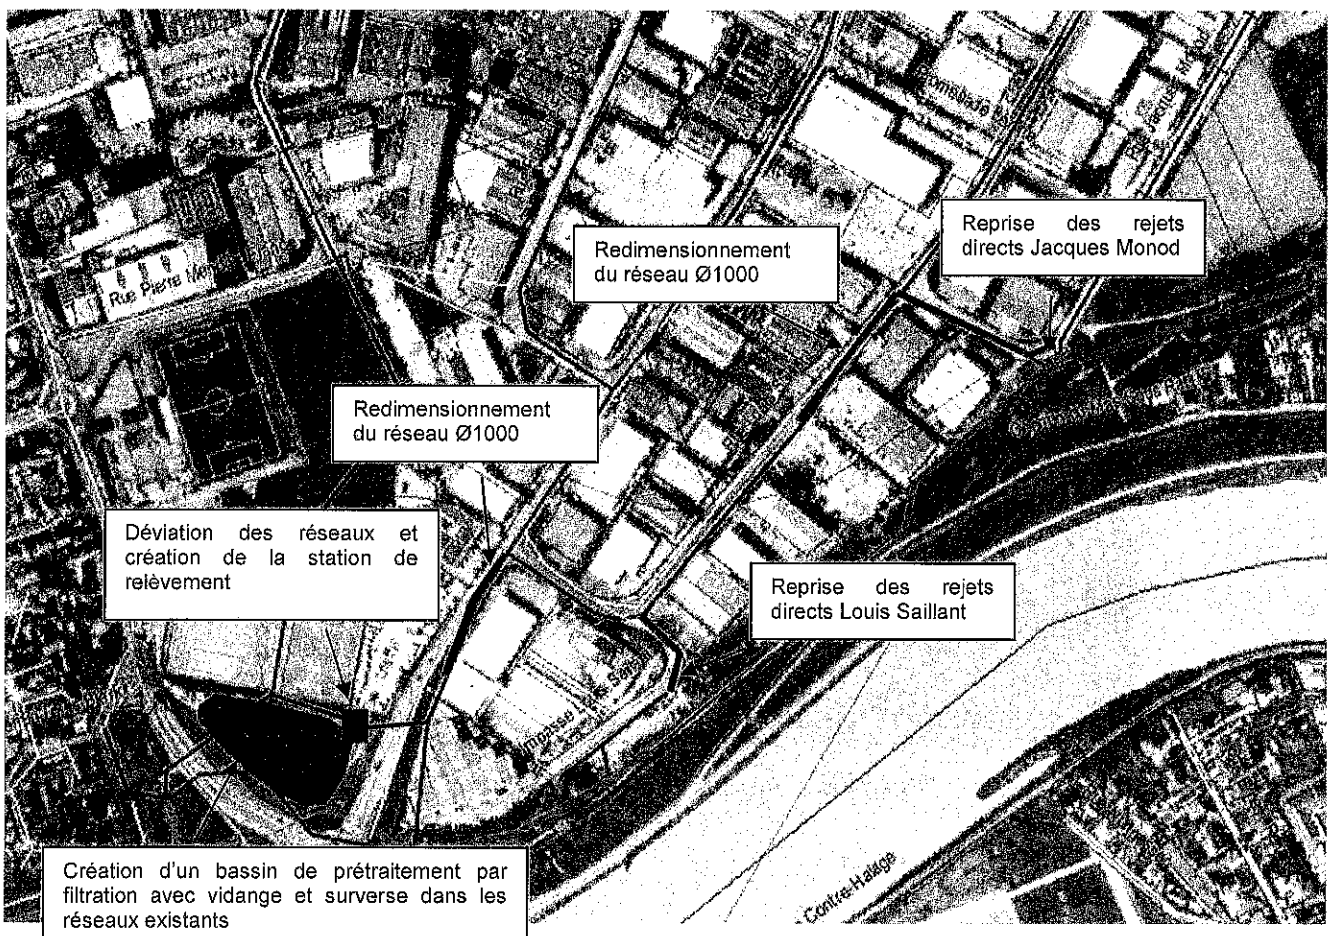 Reprise des rejets
directs Jacques Monod
Redimensionnement
du réseau Ø1000
Rue Pierre
Redimensionnement
du réseau Ø1000
Déviation des réseaux et
création de la station de
relèvement
Reprise des rejets
directs Louis Saillant
Impasse
Création d'un bassin de prétraitement par
filtration avec vidange et surverse dans les
réseaux existants
Contre-Halage